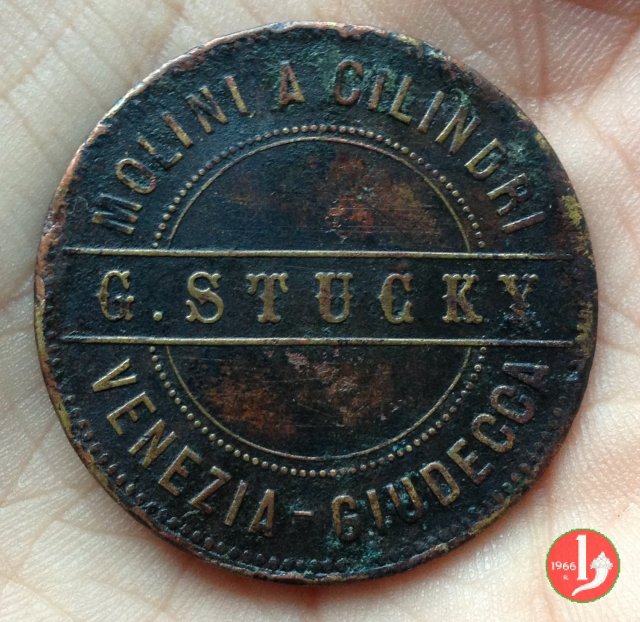 MOLINI A CILINDRI
G. STUCKY
VENEZIA - GIUDECCA
1966